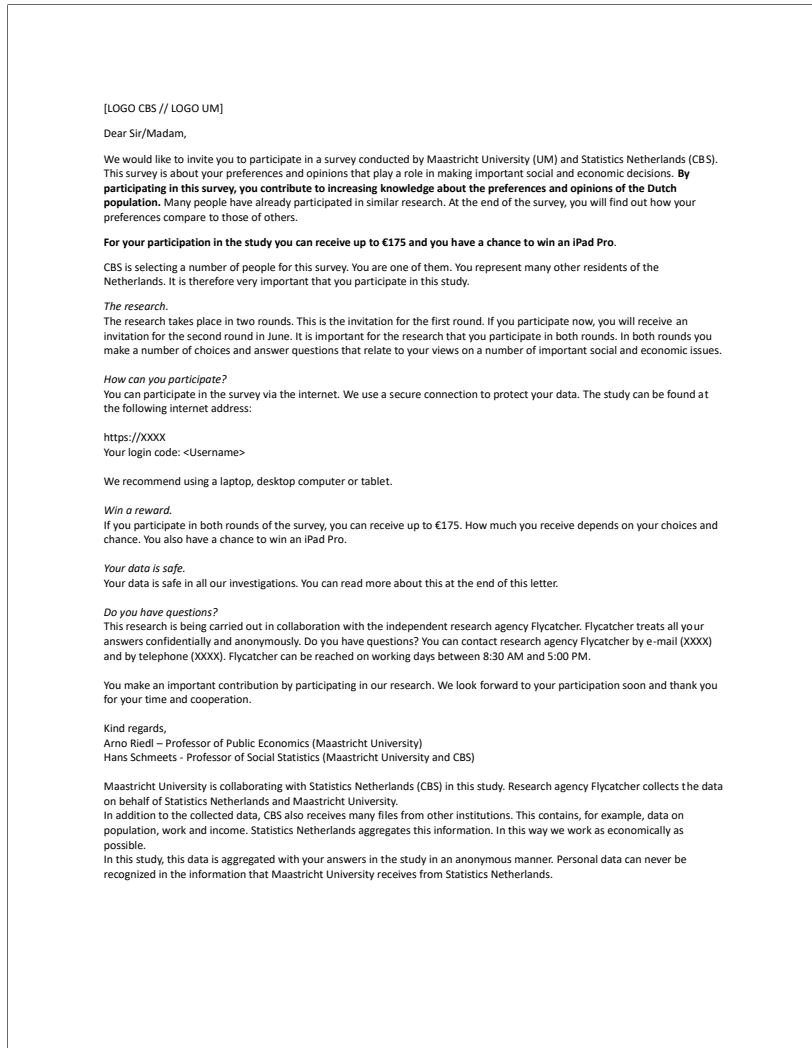 [LOGO CBS // LOGO UM]
Dear Sir/Madam,
We would like to invite you to participate in a survey conducted by Maastricht University (UM) and Statistics Netherlands (CBS).
This survey is about your preferences and opinions that play a role in making important social and economic decisions. By
participating in this survey, you contribute to increasing knowledge about the preferences and opinions of the Dutch
population. Many people have already participated in similar research. At the end of the survey, you will find out how your
preferences compare to those of others.
For your participation in the study you can receive up to €175 and you have a chance to win an iPad Pro.
CBS is selecting a number of people for this survey. You are one of them. You represent many other residents of the
Netherlands. It is therefore very important that you participate in this study.
The research.
The research takes place in two rounds. This is the invitation for the first round. If you participate now, you will receive an
invitation for the second round in June. It is important for the research that you participate in both rounds. In both rounds you
make a number of choices and answer questions that relate to your views on a number of important social and economic issues.
How can you participate?
You can participate in the survey via the internet. We use a secure connection to protect your data. The study can be found at
the following internet address:
https://XXXX
Your login code: <Username>
We recommend using a laptop, desktop computer or tablet.
Win a reward.
If you participate in both rounds of the survey, you can receive up to €175. How much you receive depends on your choices and
chance. You also have a chance to win an iPad Pro.
Your data is safe.
Your data is safe in all our investigations. You can read more about this at the end of this letter.
Do you have questions?
This research is being carried out in collaboration with the independent research agency Flycatcher. Flycatcher treats all your
answers confidentially and anonymously. Do you have questions? You can contact research agency Flycatcher by e-mail (XXXX)
and by telephone (XXXX). Flycatcher can be reached on working days between 8:30 AM and 5:00 PM.
You make an important contribution by participating in our research. We look forward to your participation soon and thank you
for your time and cooperation.
Kind regards,
Arno Riedl – Professor of Public Economics (Maastricht University)
Hans Schmeets - Professor of Social Statistics (Maastricht University and CBS)
Maastricht University is collaborating with Statistics Netherlands (CBS) in this study. Research agency Flycatcher collects the data
on behalf of Statistics Netherlands and Maastricht University.
In addition to the collected data, CBS also receives many files from other institutions. This contains, for example, data on
population, work and income. Statistics Netherlands aggregates this information. In this way we work as economically as
possible.
In this study, this data is aggregated with your answers in the study in an anonymous manner. Personal data can never be
recognized in the information that Maastricht University receives from Statistics Netherlands.